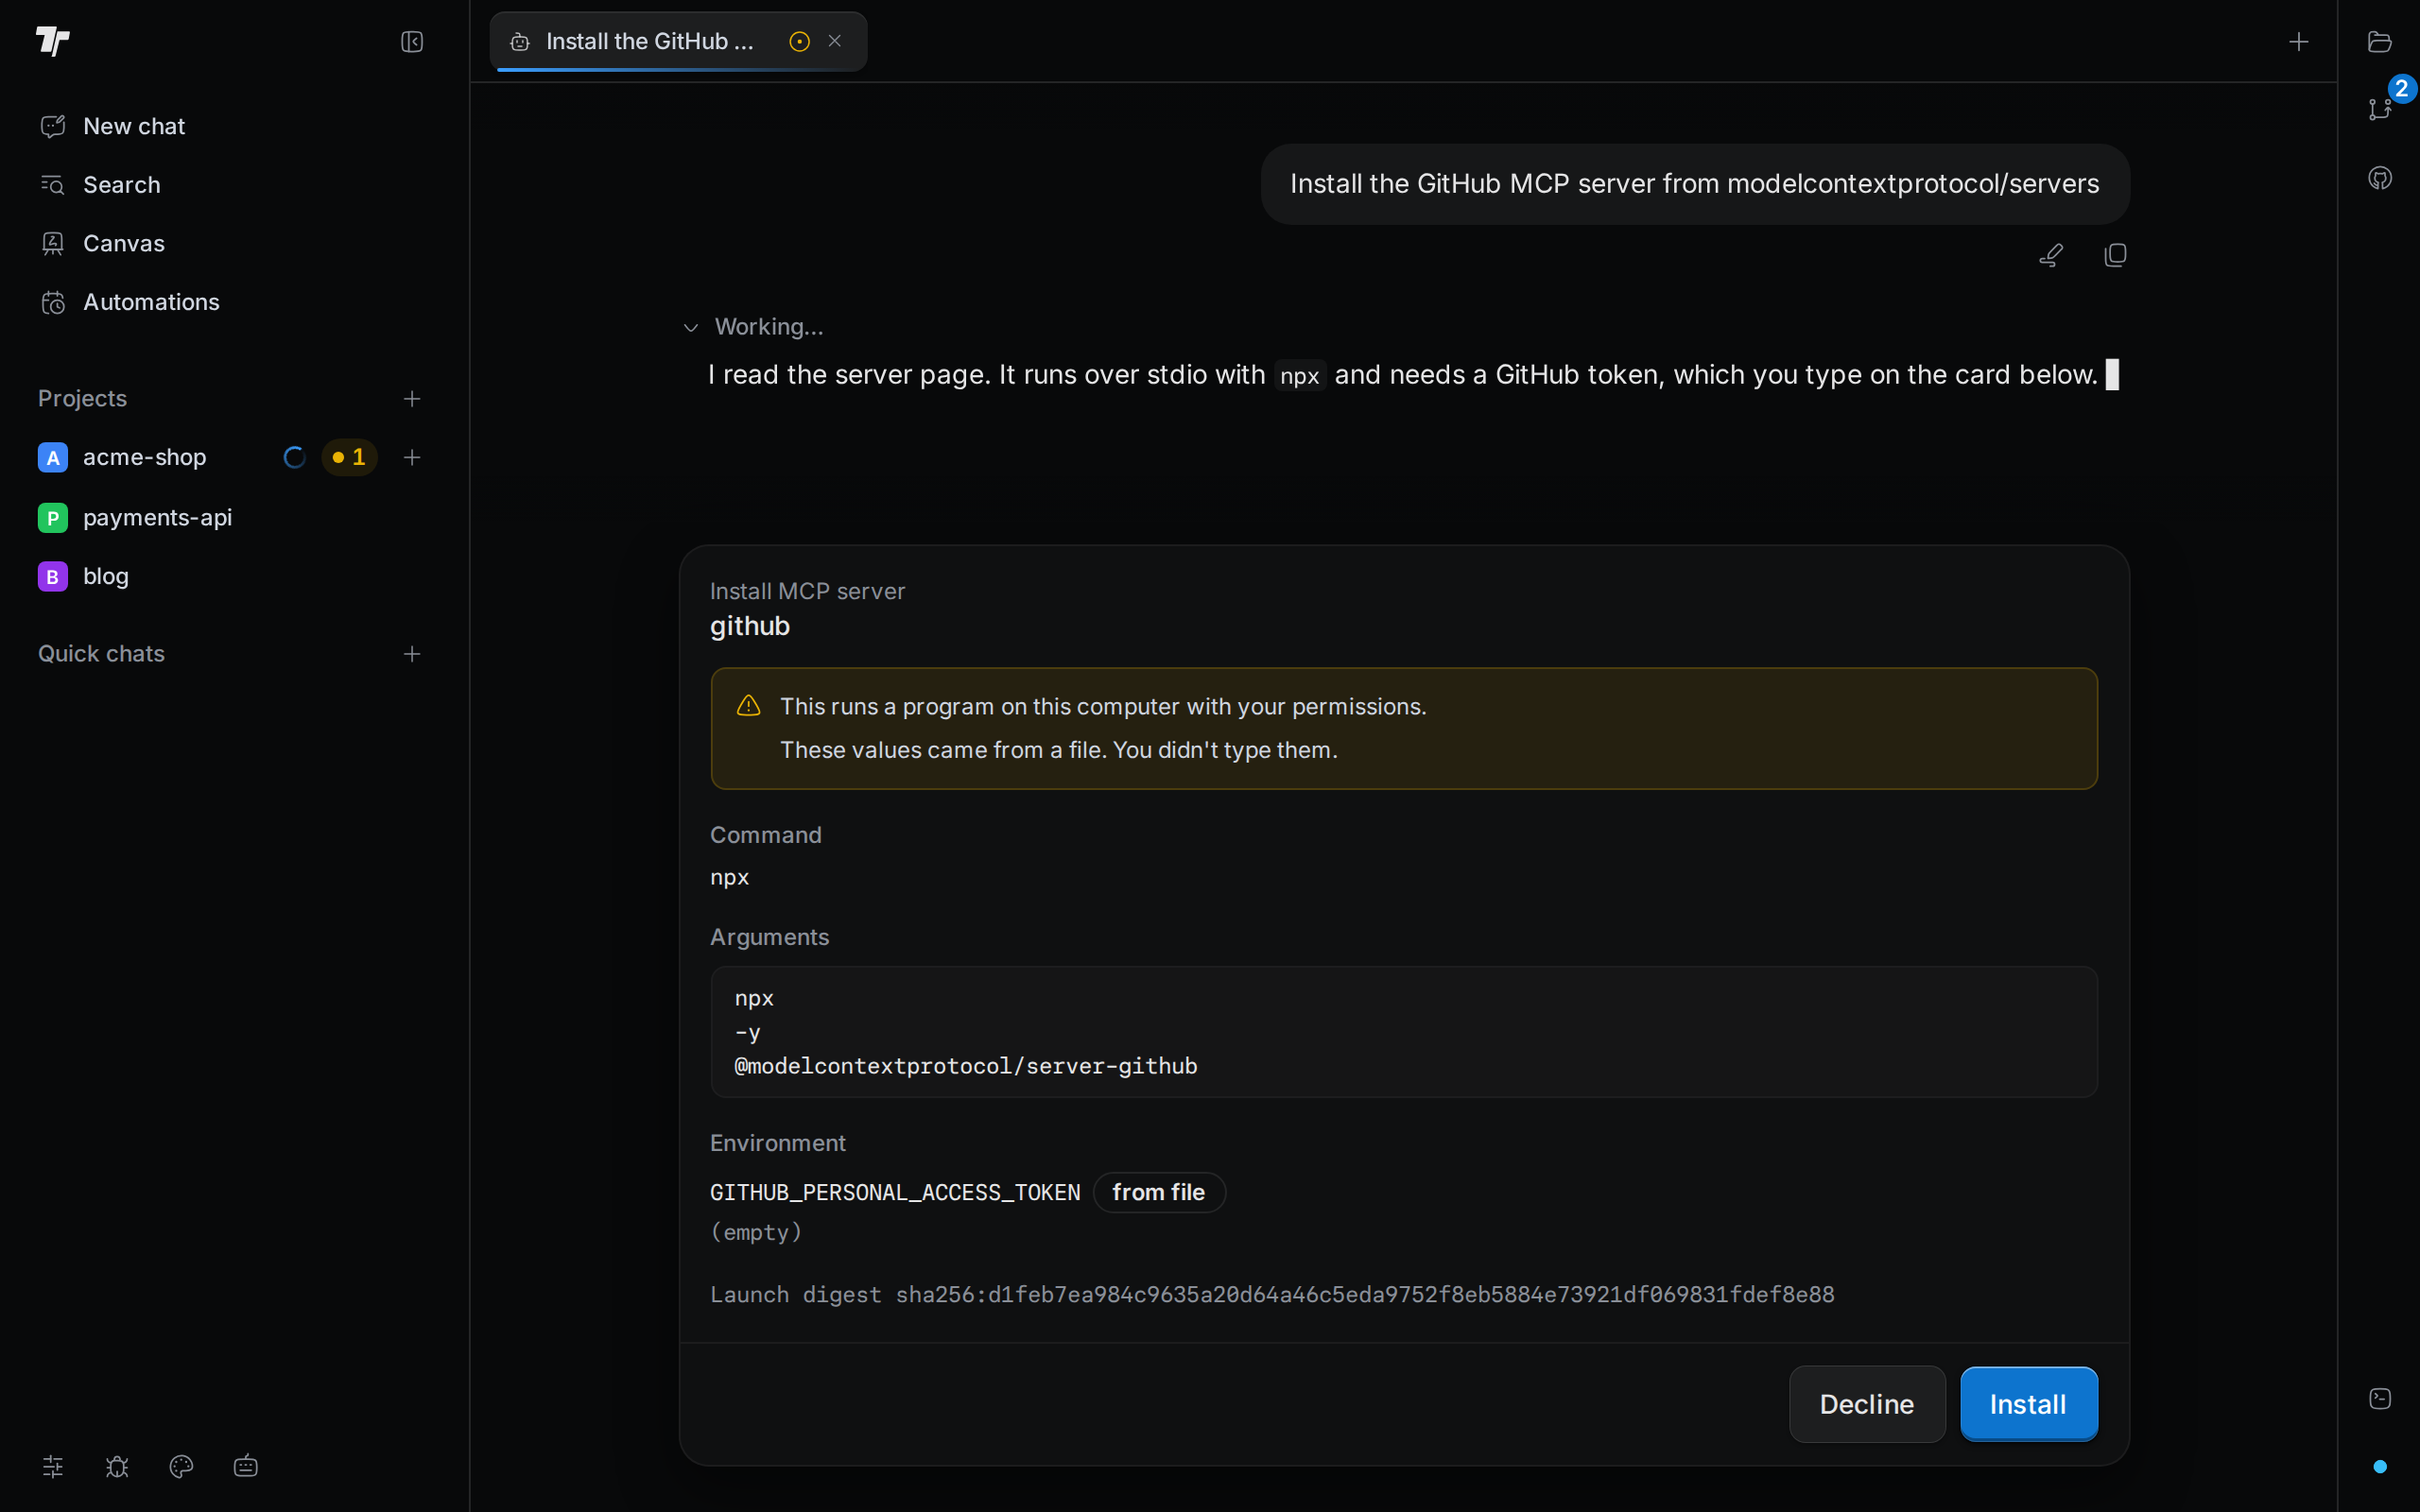 New chat
Search
Canvas
Automations
Projects
A acme-shop 1
P payments-api
B blog
Quick chats
Install the GitHub ...
2
Install the GitHub MCP server from modelcontextprotocol/servers
Working...
I read the server page. It runs over stdio with npx and needs a GitHub token, which you type on the card below.
Install MCP server
github
This runs a program on this computer with your permissions.
These values came from a file. You didn't type them.
Command
npx
Arguments
npx
-y
@modelcontextprotocol/server-github
Environment
GITHUB_PERSONAL_ACCESS_TOKEN from file
(empty)
Launch digest sha256:d1feb7ea984c9635a20d64a46c5eda9752f8eb5884e73921df069831fdef8e88
Decline Install